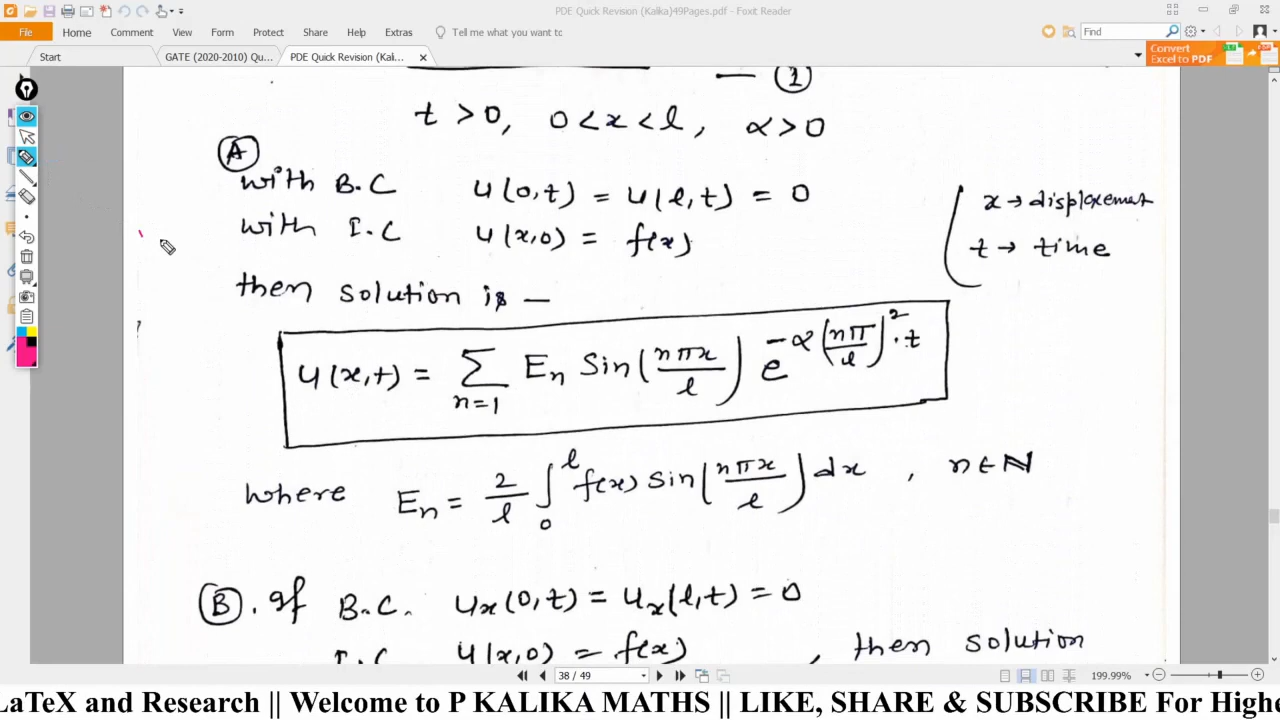 PDE Quick Revision (Kalika)49Pages.pdf - Foxit Reader
File Home Comment View Form Protect Share Help Extras Tell me what you want to Find
Start GATE (2020-2010) Qu... PDE Quick Revision (Kali... Convert Excel to PDF
— ①
t > 0, 0 < x < l, α > 0
Ⓐ
with B.C u(0,t) = u(l,t) = 0
x → displacement
with I.C u(x,0) = f(x)
t → time
then solution is —
u(x,t) = Σ_{n=1} E_n Sin(nπx/l) e^{-α(nπ/l)^2·t}
where E_n = 2/l ∫_0^l f(x) sin(nπx/l) dx , n ∈ ℕ
Ⓑ. If B.C. u_x(0,t) = u_x(l,t) = 0
I.C u(x,0) = f(x) , then solution
38 / 49 199.99%
LaTeX and Research || Welcome to P KALIKA MATHS || LIKE, SHARE & SUBSCRIBE For Highe